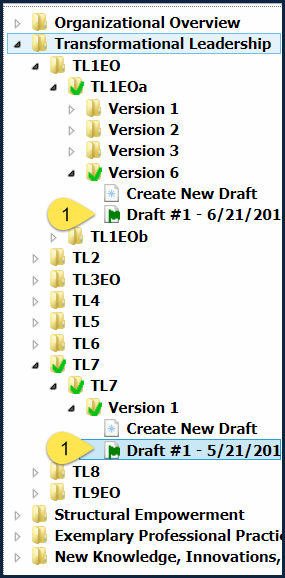 Organizational Overview
Transformational Leadership
TL1EO
TL1EOa
Version 1
Version 2
Version 3
Version 6
Create New Draft
1 Draft #1 - 6/21/201
TL1EOb
TL2
TL3EO
TL4
TL5
TL6
TL7
TL7
Version 1
Create New Draft
1 Draft #1 - 5/21/201
TL8
TL9EO
Structural Empowerment
Exemplary Professional Practi
New Knowledge, Innovations,